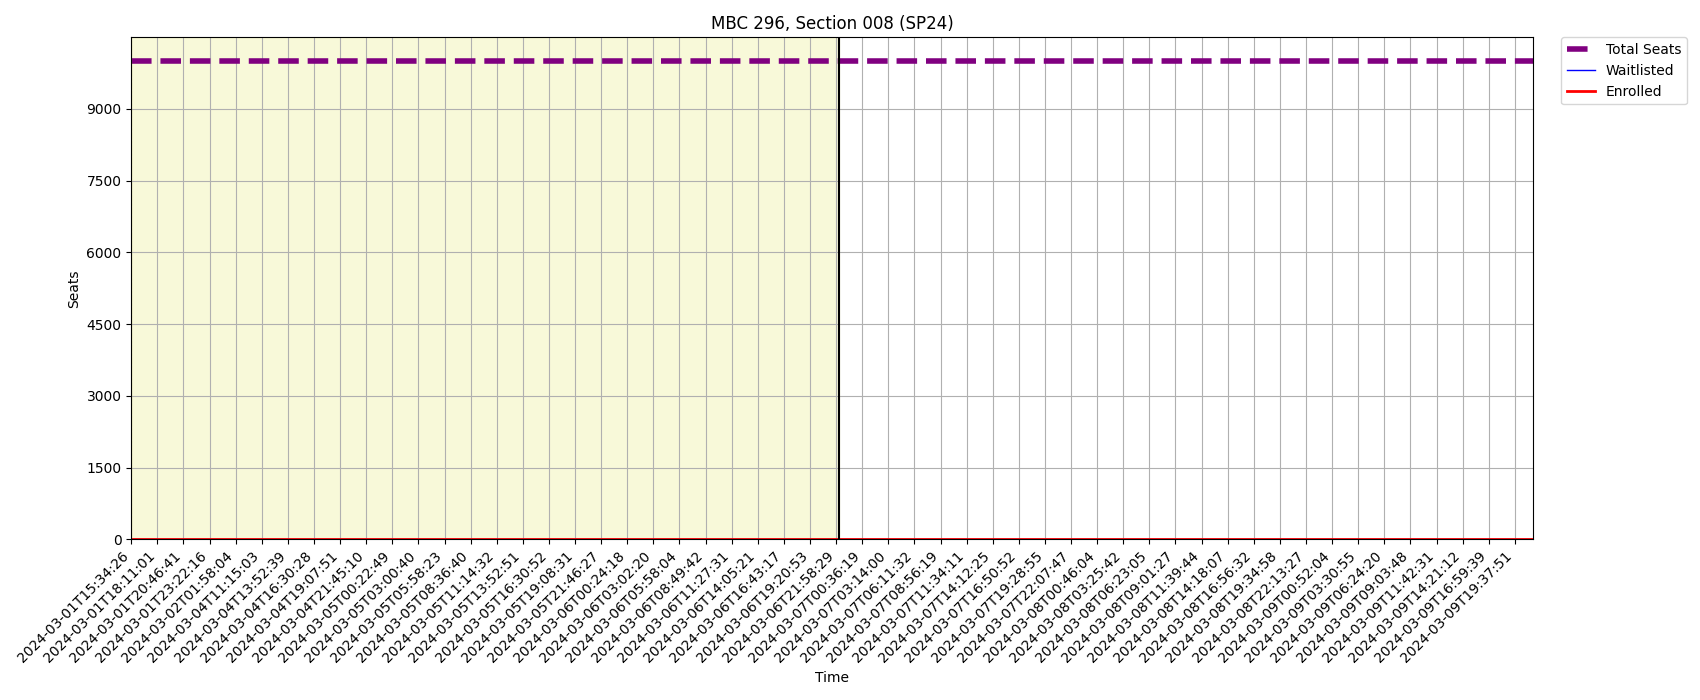 MBC 296, Section 008 (SP24)
Total Seats
Waitlisted
Enrolled
9000
7500
6000
4500
3000
1500
0
Seats
2024-03-01T15:34:26
2024-03-01T18:11:01
2024-03-01T20:46:41
2024-03-01T23:22:16
2024-03-02T01:58:04
2024-03-04T11:15:03
2024-03-04T13:52:39
2024-03-04T16:30:28
2024-03-04T19:07:51
2024-03-04T21:45:10
2024-03-05T00:22:49
2024-03-05T03:00:40
2024-03-05T05:58:23
2024-03-05T08:36:40
2024-03-05T11:14:32
2024-03-05T13:52:51
2024-03-05T16:30:52
2024-03-05T19:08:31
2024-03-05T21:46:27
2024-03-06T00:24:18
2024-03-06T03:02:20
2024-03-06T05:58:04
2024-03-06T08:49:42
2024-03-06T11:27:31
2024-03-06T14:05:21
2024-03-06T16:43:17
2024-03-06T19:20:53
2024-03-06T21:58:29
2024-03-07T00:36:19
2024-03-07T03:14:00
2024-03-07T06:11:32
2024-03-07T08:56:19
2024-03-07T11:34:11
2024-03-07T14:12:25
2024-03-07T16:50:52
2024-03-07T19:28:55
2024-03-07T22:07:47
2024-03-08T00:46:04
2024-03-08T03:25:42
2024-03-08T06:23:05
2024-03-08T09:01:27
2024-03-08T11:39:44
2024-03-08T14:18:07
2024-03-08T16:56:32
2024-03-08T19:34:58
2024-03-08T22:13:27
2024-03-09T00:52:04
2024-03-09T03:30:55
2024-03-09T06:24:20
2024-03-09T09:03:48
2024-03-09T11:42:31
2024-03-09T14:21:12
2024-03-09T16:59:39
2024-03-09T19:37:51
Time